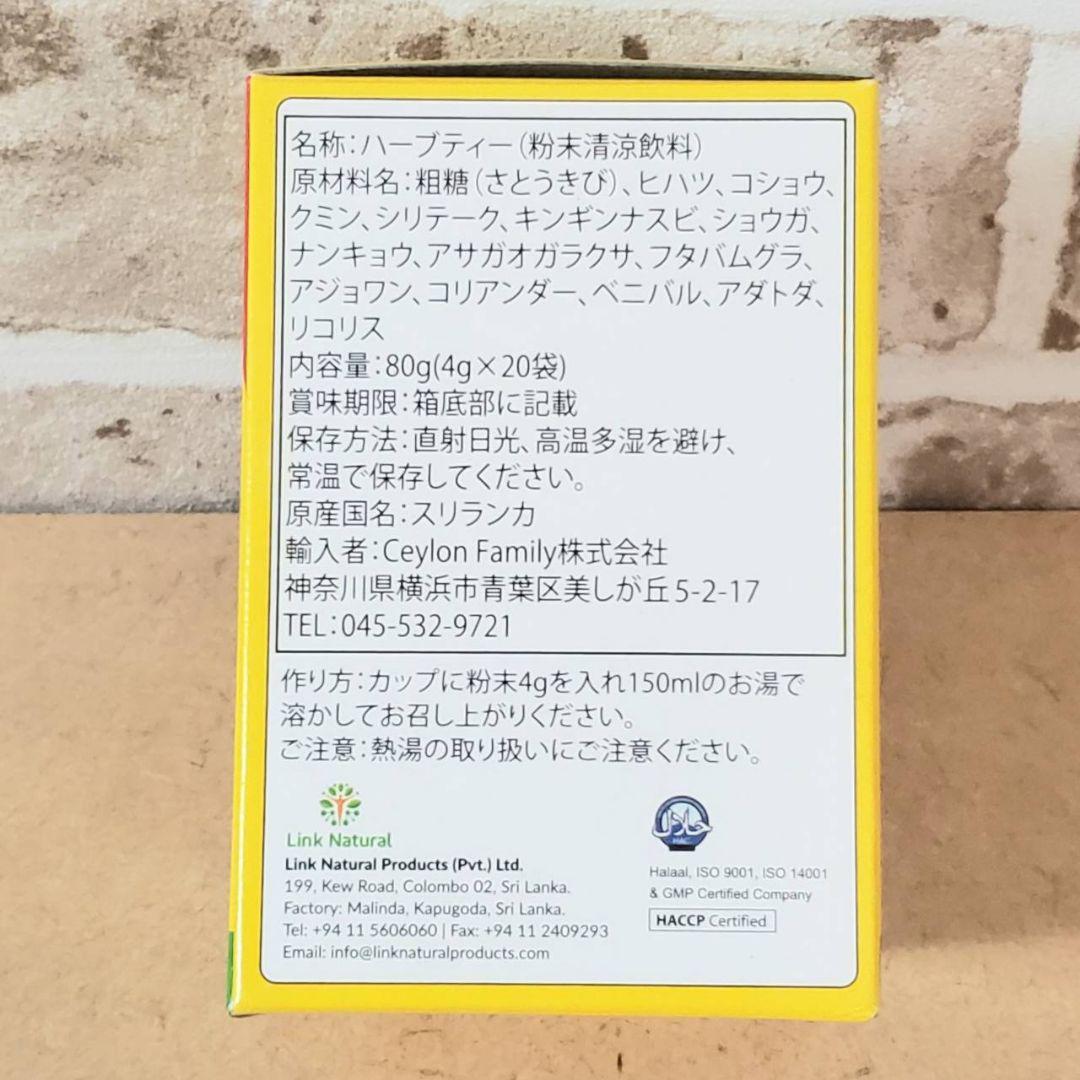 名称:ハーブティー(粉末清涼飲料)
原材料名:粗糖(さとうきび)、ヒハツ、コショウ、
クミン、シリテーク、キンギンナスビ、ショウガ、
ナンキョウ、アサガオガラクサ、フタバムグラ、
アジョワン、コリアンダー、ベニバル、アダトダ、
リコリス
内容量:80g(4g×20袋)
賞味期限:箱底部に記載
保存方法:直射日光、高温多湿を避け、
常温で保存してください。
原産国名:スリランカ
輸入者:Ceylon Family株式会社
神奈川県横浜市青葉区美しが丘5-2-17
TEL:045-532-9721
作り方:カップに粉末4gを入れ150mlのお湯で
溶かしてお召し上がりください。
ご注意:熱湯の取り扱いにご注意ください。
Link Natural
Link Natural Products (Pvt.) Ltd.
199, Kew Road, Colombo 02, Sri Lanka.
Factory: Malinda, Kapugoda, Sri Lanka.
Tel: +94 11 5606060 | Fax: +94 11 2409293
Email: info@linknaturalproducts.com
حلال
HAC
Halaal, ISO 9001, ISO 14001
& GMP Certified Company
HACCP Certified